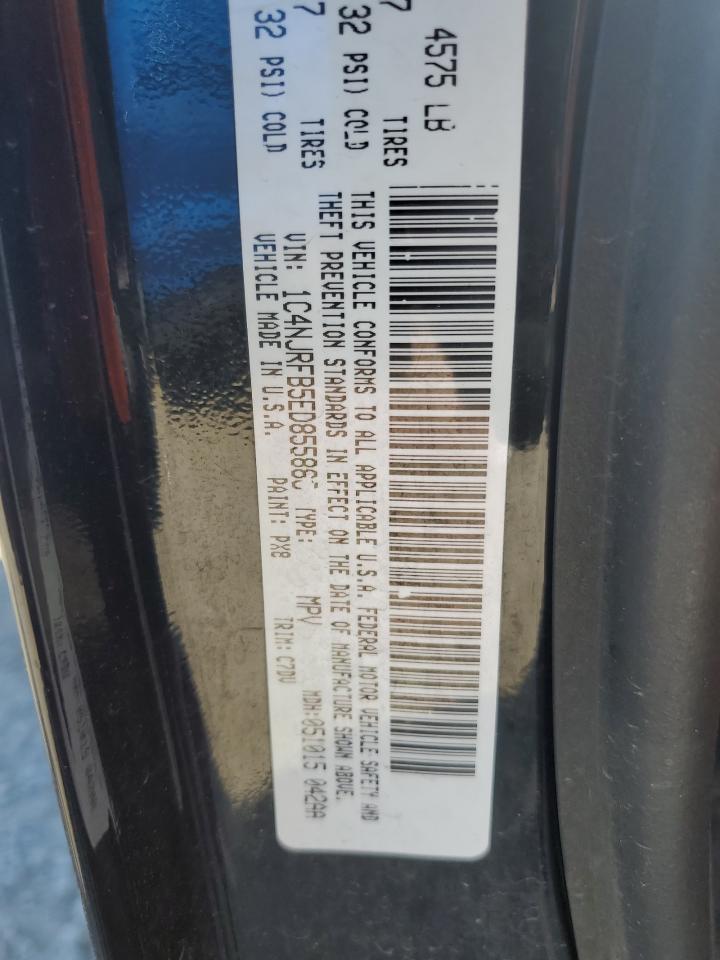 4575 LB
7 TIRES
32 PSI) COLD
7 TIRES
32 PSI) COLD
THIS VEHICLE CONFORMS TO ALL APPLICABLE U.S.A. FEDERAL MOTOR VEHICLE SAFETY AND
THEFT PREVENTION STANDARDS IN EFFECT ON THE DATE OF MANUFACTURE SHOWN ABOVE.
VIN: TYPE: MPV MDH:051015 0429A
VEHICLE MADE IN U.S.A. PAINT: PX8 TRIM: C7DV